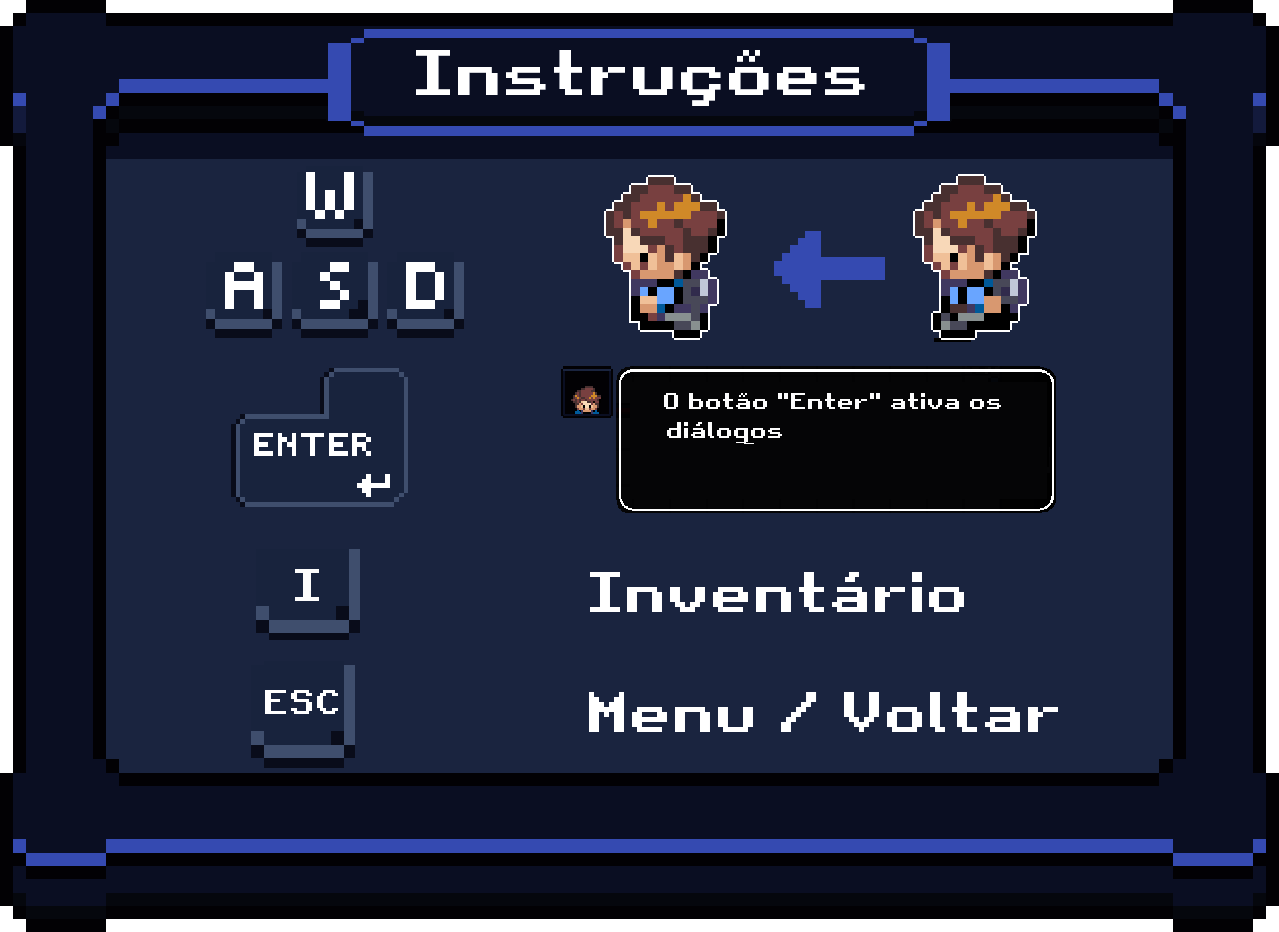 Instruções
W
A S D
ENTER
O botão "Enter" ativa os
diálogos
I
Inventário
ESC
Menu / Voltar